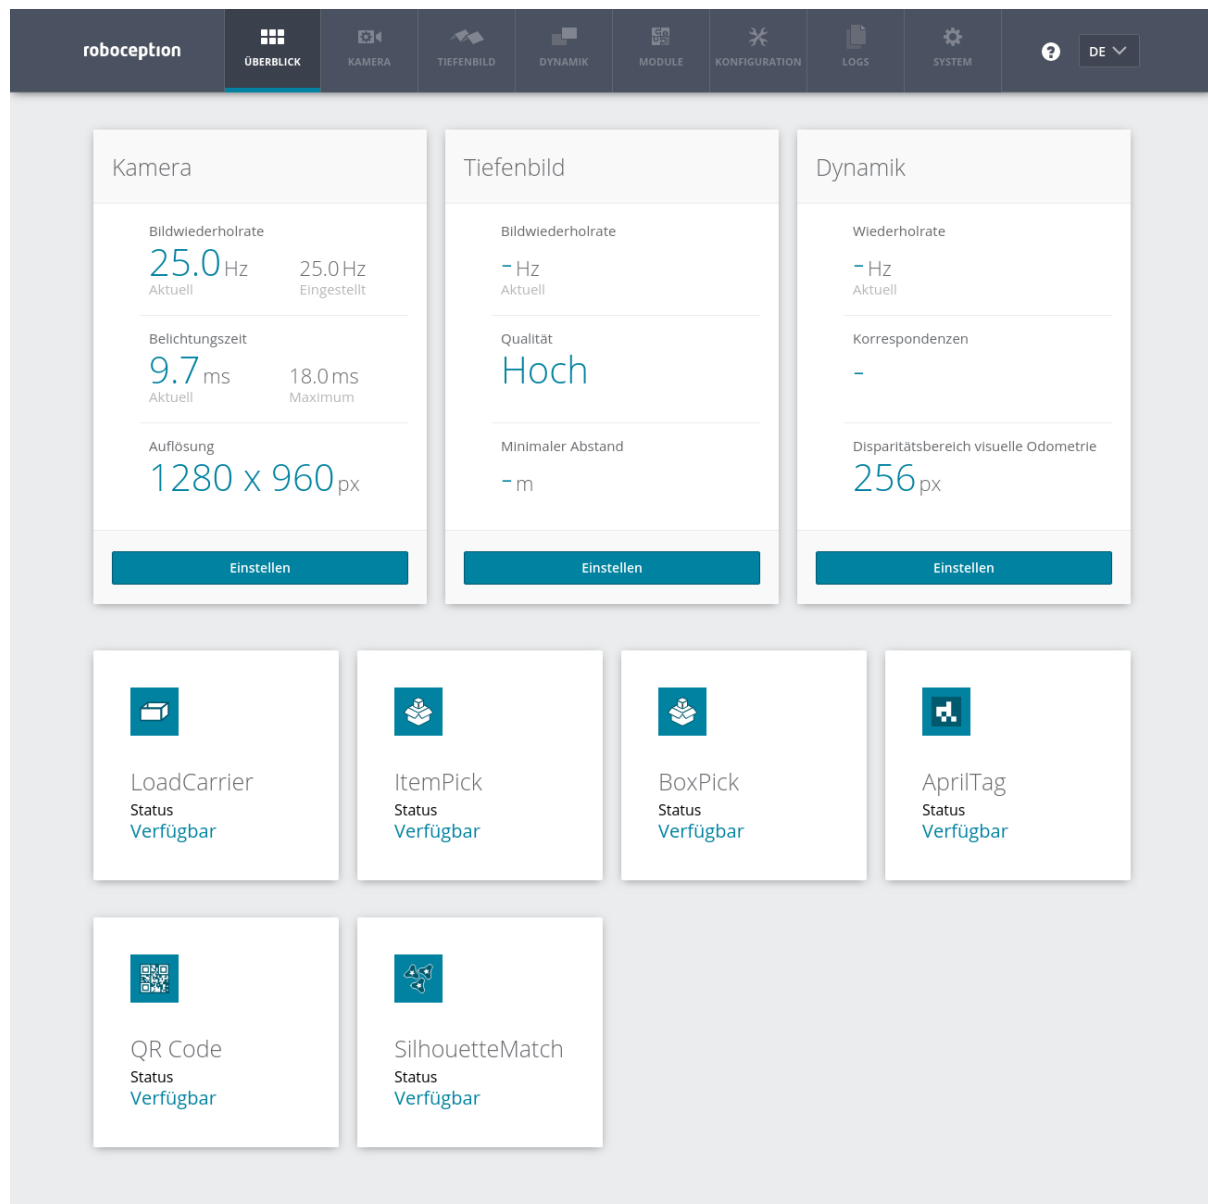 roboception
ÜBERBLICK
KAMERA
TIEFENBILD
DYNAMIK
MODULE
KONFIGURATION
LOGS
SYSTEM
?
DE
Kamera
Bildwiederholrate
25.0 Hz 25.0 Hz
Aktuell Eingestellt
Belichtungszeit
9.7 ms 18.0 ms
Aktuell Maximum
Auflösung
1280 x 960 px
Einstellen
Tiefenbild
Bildwiederholrate
- Hz
Aktuell
Qualität
Hoch
Minimaler Abstand
- m
Einstellen
Dynamik
Wiederholrate
- Hz
Aktuell
Korrespondenzen
-
Disparitätsbereich visuelle Odometrie
256 px
Einstellen
LoadCarrier
Status
Verfügbar
ItemPick
Status
Verfügbar
BoxPick
Status
Verfügbar
AprilTag
Status
Verfügbar
QR Code
Status
Verfügbar
SilhouetteMatch
Status
Verfügbar